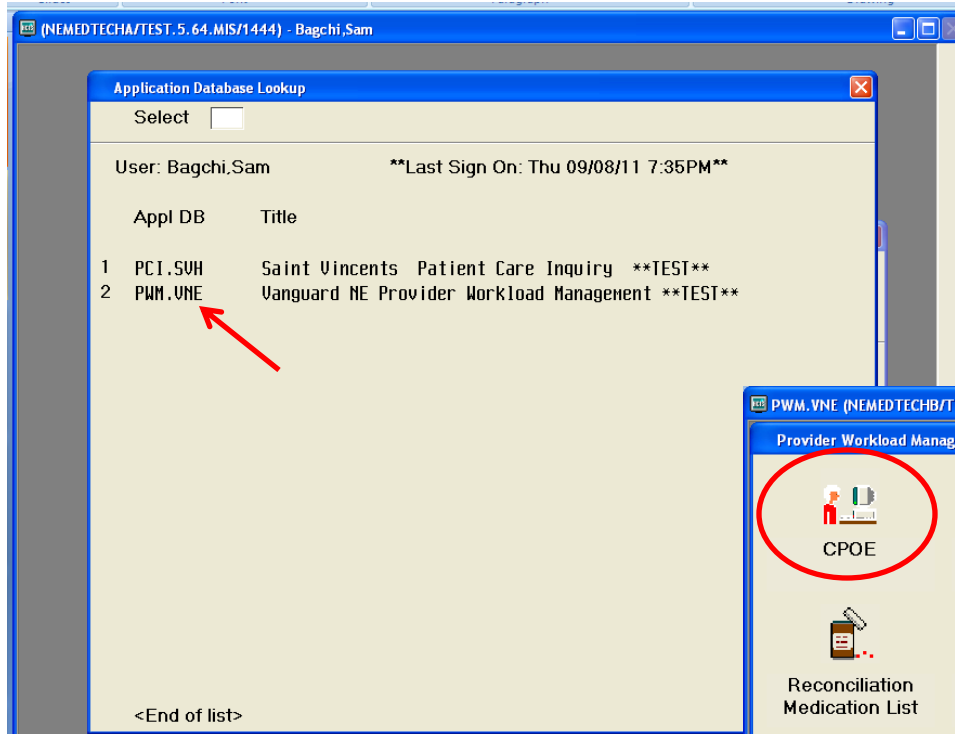 (NEMEDTECHA/TEST.5.64.MIS/1444) - Bagchi,Sam
Application Database Lookup
Select
User: Bagchi,Sam **Last Sign On: Thu 09/08/11 7:35PM**
Appl DB Title
1 PCI.SVH Saint Vincents Patient Care Inquiry **TEST**
2 PWM.VNE Vanguard NE Provider Workload Management **TEST**
<End of list>
PWM.VNE (NEMEDTECHB/T
Provider Workload Manag
CPOE
Reconciliation
Medication List